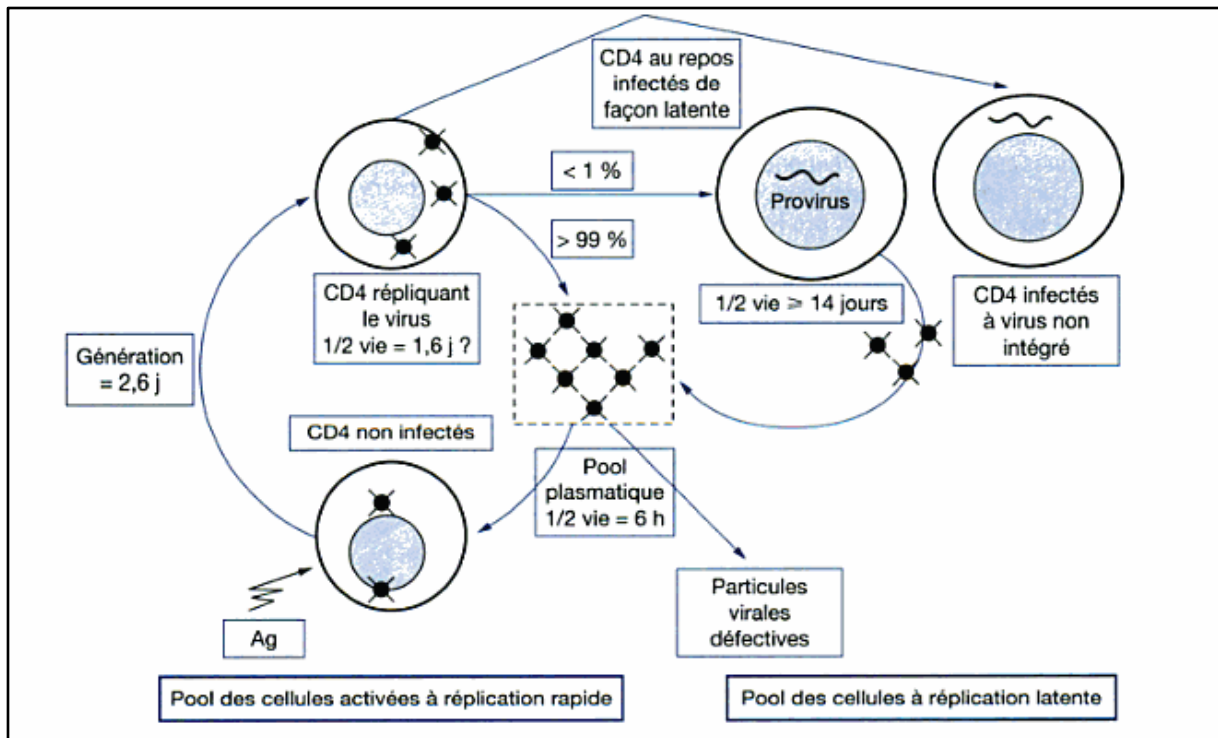 CD4 au repos
infectés de
façon latente
< 1 %
> 99 %
Provirus
CD4 répliquant
le virus
1/2 vie = 1,6 j ?
1/2 vie ⩾ 14 jours
CD4 infectés
à virus non
intégré
Génération
= 2,6 j
CD4 non infectés
Pool
plasmatique
1/2 vie = 6 h
Particules
virales
défectives
Ag
Pool des cellules activées à réplication rapide
Pool des cellules à réplication latente